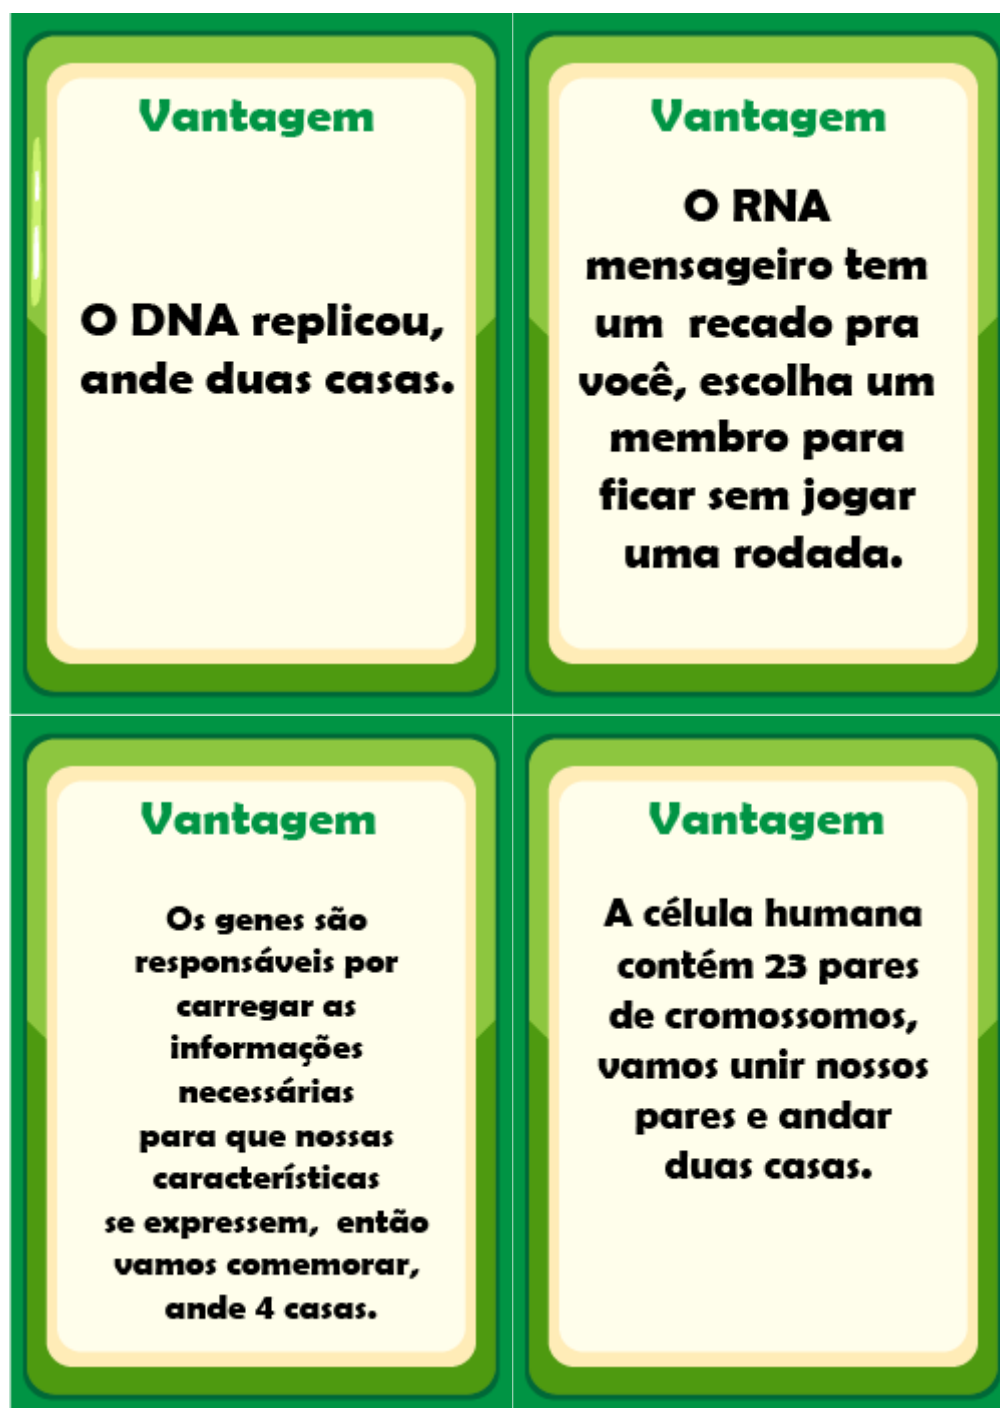 Vantagem
O DNA replicou,
ande duas casas.
Vantagem
O RNA
mensageiro tem
um recado pra
você, escolha um
membro para
ficar sem jogar
uma rodada.
Vantagem
Os genes são
responsáveis por
carregar as
informações
necessárias
para que nossas
características
se expressem, então
vamos comemorar,
ande 4 casas.
Vantagem
A célula humana
contém 23 pares
de cromossomos,
vamos unir nossos
pares e andar
duas casas.